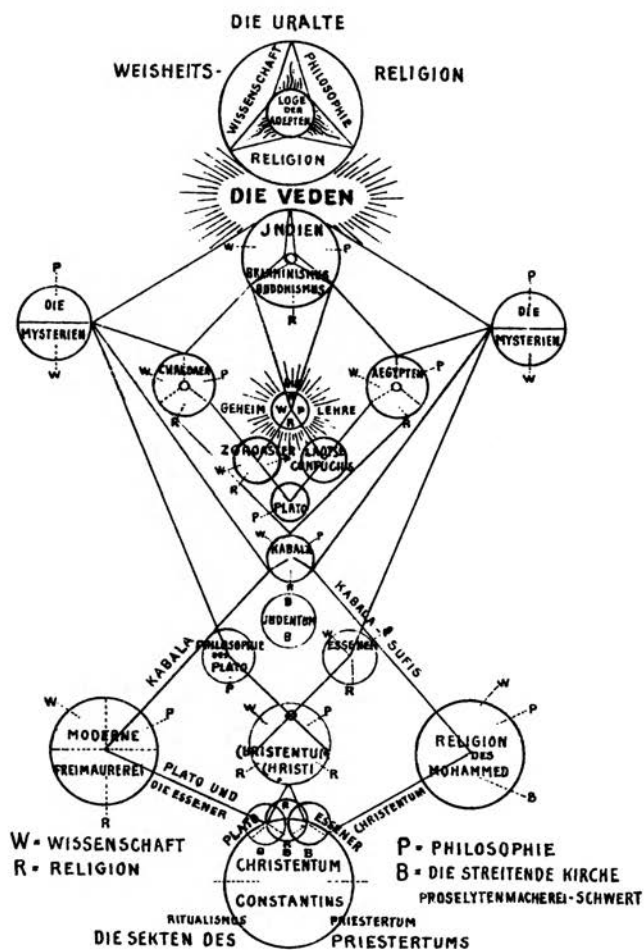 DIE URALTE
WEISHEITS- RELIGION
WISSENSCHAFT
PHILOSOPHIE
LOGE
DER
ADEPTEN
RELIGION
DIE VEDEN
JNDIEN
W P
BRAHMINISMUS
BUDDHISMUS
R
P
DIE
MYSTERIEN
W
P
DIE
MYSTERIEN
W
CHALDAEA
W P
R
AEGYPTEN
W P
R
GEHEIM LEHRE
W P
R
ZOROASTER
W
R
LAOTSE
CONFUCIUS
PLATO
P
W P
KABALA
R
B
JUDENTUM
B
KABALA
KABALA & SUFIS
PHILOSOPHIE
DES
PLATO
P
W
ESSENER
R
W
P
MODERNE
FREIMAUREREI
R
W P
CHRISTENTUM
CHRISTI
R R
W
P
RELIGION
DES
MOHAMMED
B
PLATO UND
DIE ESSENER
PLATO
ESSENER
CHRISTENTUM
R
B
B
W = WISSENSCHAFT
R = RELIGION
P = PHILOSOPHIE
B = DIE STREITENDE KIRCHE
PROSELYTENMACHEREI-SCHWERT
CHRISTENTUM
CONSTANTINS
RITUALISMUS PRIESTERTUM
DIE SEKTEN DES PRIESTERTUMS